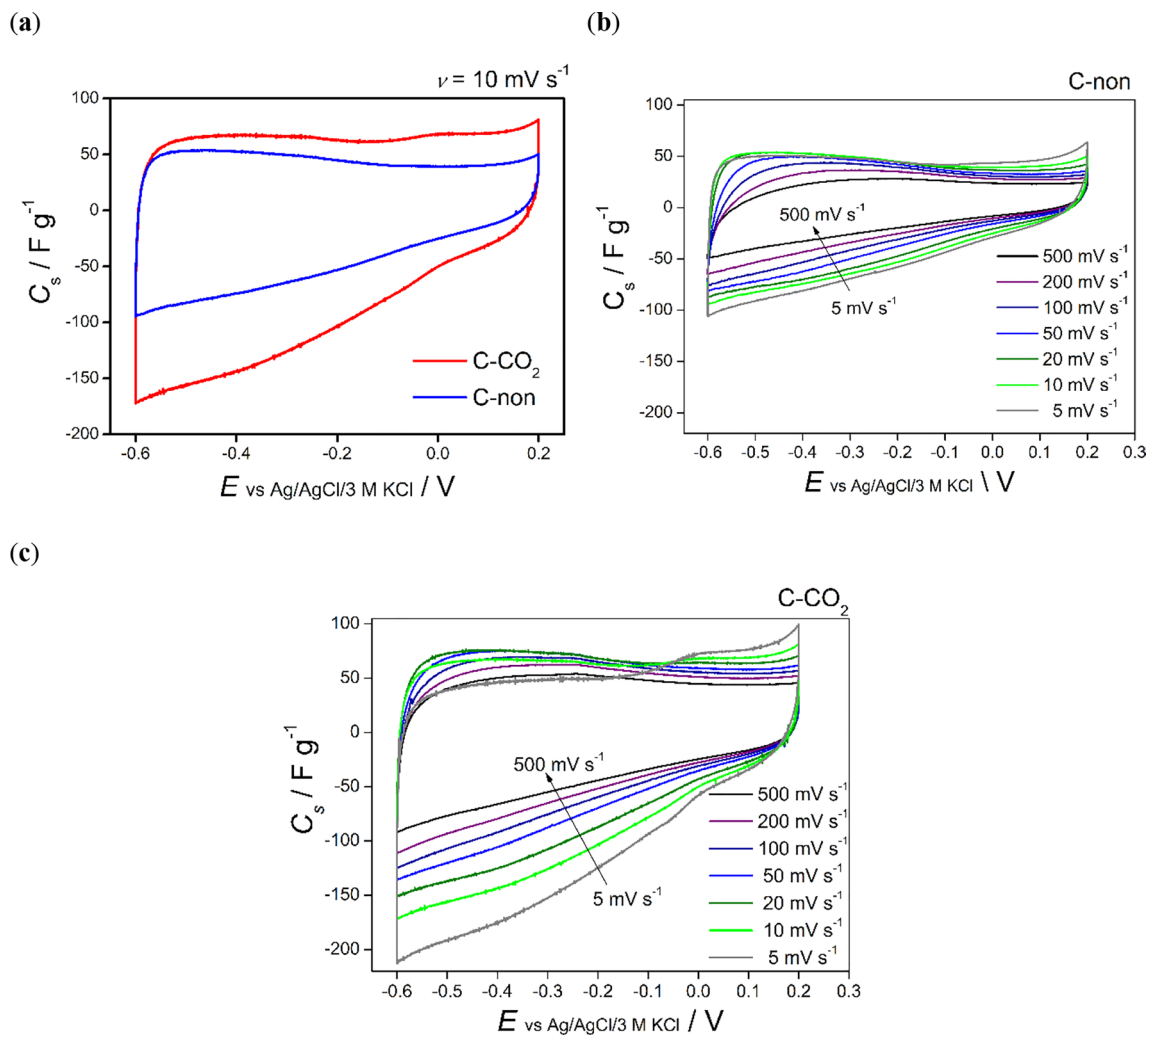 (a)
ν = 10 mV s⁻¹
100
50
0
-50
-100
-150
-200
Cₛ / F g⁻¹
C-CO₂
C-non
-0.6 -0.4 -0.2 0.0 0.2
E vs Ag/AgCl/3 M KCl / V
(b)
C-non
100
50
0
-50
-100
-150
-200
Cₛ / F g⁻¹
500 mV s⁻¹
5 mV s⁻¹
500 mV s⁻¹
200 mV s⁻¹
100 mV s⁻¹
50 mV s⁻¹
20 mV s⁻¹
10 mV s⁻¹
5 mV s⁻¹
-0.6 -0.5 -0.4 -0.3 -0.2 -0.1 0.0 0.1 0.2 0.3
E vs Ag/AgCl/3 M KCl \ V
(c)
C-CO₂
100
50
0
-50
-100
-150
-200
Cₛ / F g⁻¹
500 mV s⁻¹
5 mV s⁻¹
500 mV s⁻¹
200 mV s⁻¹
100 mV s⁻¹
50 mV s⁻¹
20 mV s⁻¹
10 mV s⁻¹
5 mV s⁻¹
-0.6 -0.5 -0.4 -0.3 -0.2 -0.1 0.0 0.1 0.2 0.3
E vs Ag/AgCl/3 M KCl / V